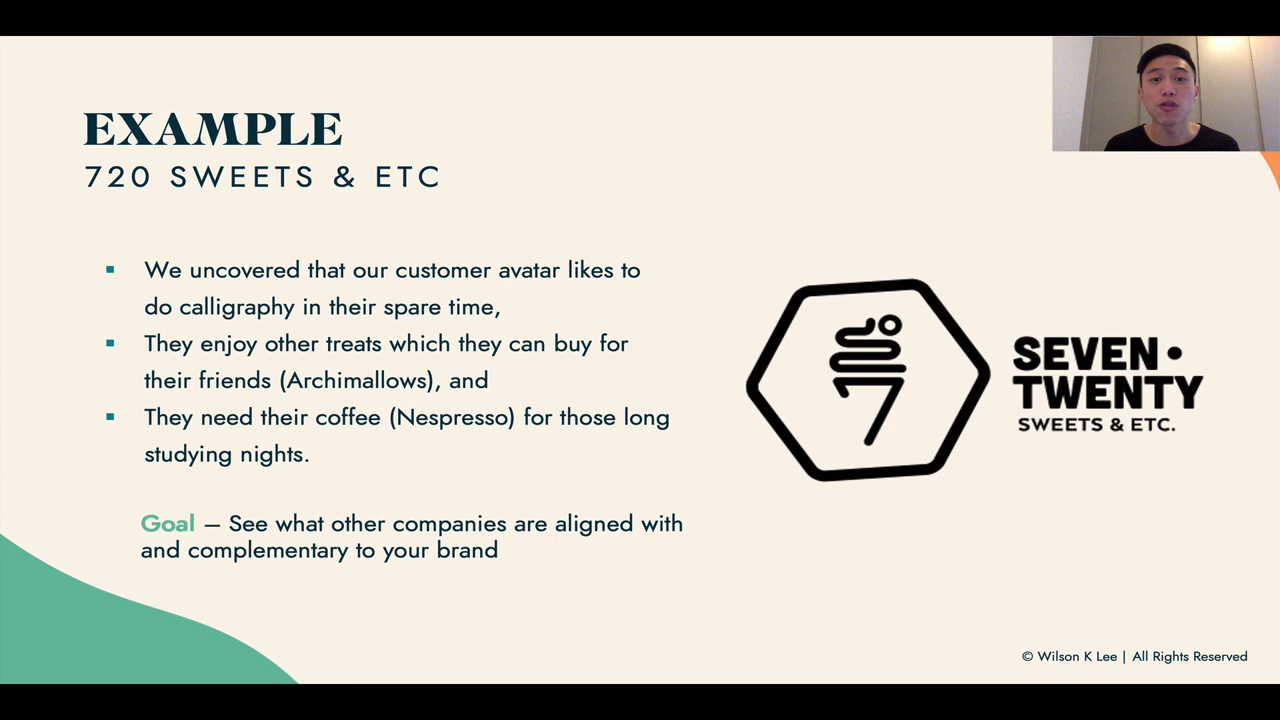 EXAMPLE
720 SWEETS & ETC
▪ We uncovered that our customer avatar likes to
do calligraphy in their spare time,
▪ They enjoy other treats which they can buy for
their friends (Archimallows), and
▪ They need their coffee (Nespresso) for those long
studying nights.
Goal – See what other companies are aligned with
and complementary to your brand
7
SEVEN •
TWENTY
SWEETS & ETC.
© Wilson K Lee | All Rights Reserved